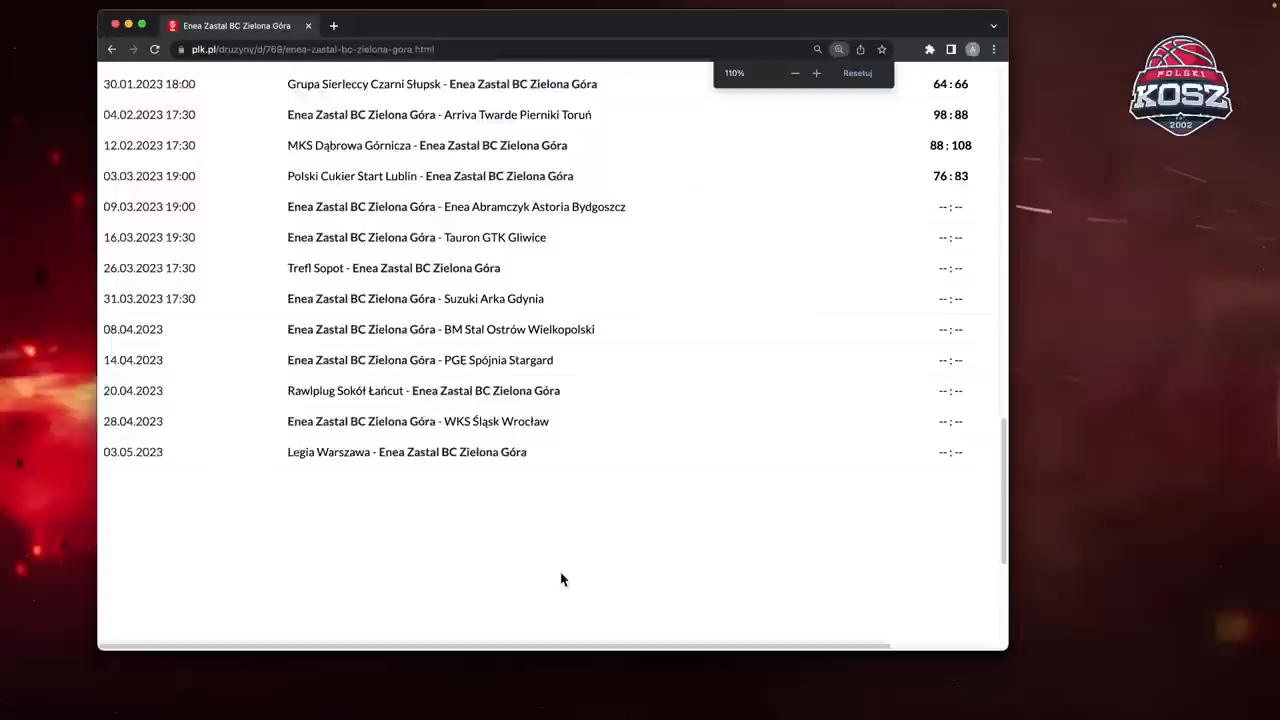 Enea Zastal BC Zielona Góra
plk.pl/druzyny/d/769/enea-zastal-bc-zielona-gora.html
110% Resetuj
POLSKI
KOSZ
2002
30.01.2023 18:00 Grupa Sierleccy Czarni Słupsk - Enea Zastal BC Zielona Góra 64 : 66
04.02.2023 17:30 Enea Zastal BC Zielona Góra - Arriva Twarde Pierniki Toruń 98 : 88
12.02.2023 17:30 MKS Dąbrowa Górnicza - Enea Zastal BC Zielona Góra 88 : 108
03.03.2023 19:00 Polski Cukier Start Lublin - Enea Zastal BC Zielona Góra 76 : 83
09.03.2023 19:00 Enea Zastal BC Zielona Góra - Enea Abramczyk Astoria Bydgoszcz -- : --
16.03.2023 19:30 Enea Zastal BC Zielona Góra - Tauron GTK Gliwice -- : --
26.03.2023 17:30 Trefl Sopot - Enea Zastal BC Zielona Góra -- : --
31.03.2023 17:30 Enea Zastal BC Zielona Góra - Suzuki Arka Gdynia -- : --
08.04.2023 Enea Zastal BC Zielona Góra - BM Stal Ostrów Wielkopolski -- : --
14.04.2023 Enea Zastal BC Zielona Góra - PGE Spójnia Stargard -- : --
20.04.2023 Rawlplug Sokół Łańcut - Enea Zastal BC Zielona Góra -- : --
28.04.2023 Enea Zastal BC Zielona Góra - WKS Śląsk Wrocław -- : --
03.05.2023 Legia Warszawa - Enea Zastal BC Zielona Góra -- : --